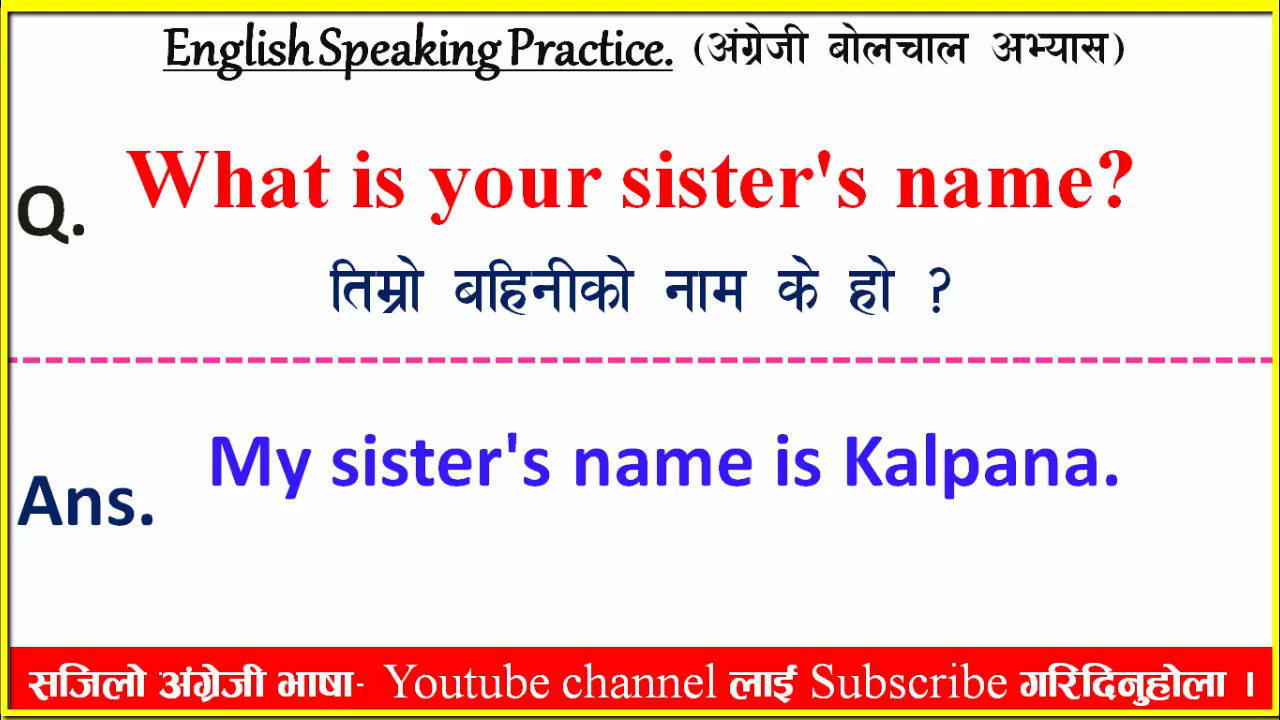 English Speaking Practice. (अंग्रेजी बोलचाल अभ्यास)
Q. What is your sister's name?
तिम्रो बहिनीको नाम के हो ?
Ans. My sister's name is Kalpana.
सजिलो अंग्रेजी भाषा- Youtube channel लाई Subscribe गरिदिनुहोला ।